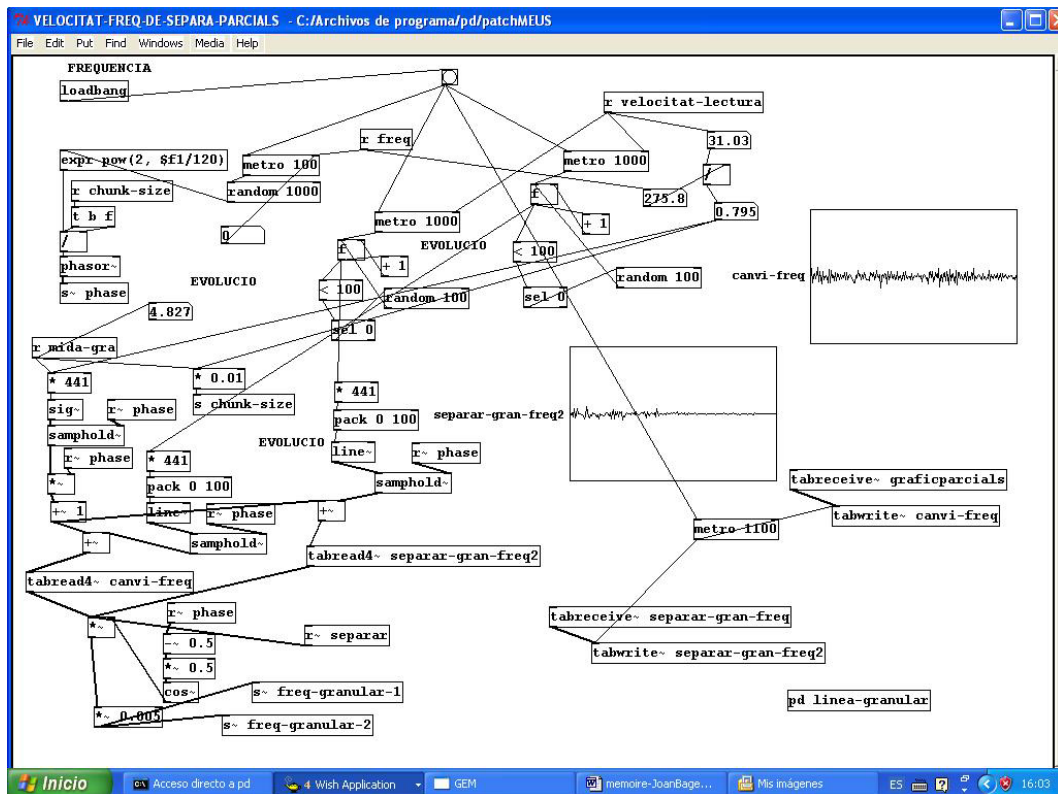 VELOCITAT-FREQ-DE-SEPARA-PARCIALS - C:/Archivos de programa/pd/patchMEUS
File Edit Put Find Windows Media Help
FREQUENCIA
loadbang
r velocitat-lectura
r freq
31.03
expr pow(2, $f1/120)
metro 100
metro 1000
/
random 1000
r chunk-size
f
275.8
0.795
t b f
metro 1000
+ 1
0
/
f
EVOLUCIO
< 100
phasor~
+ 1
random 100
canvi-freq
s~ phase
EVOLUCIO
< 100
random 100
sel 0
4.827
sel 0
r mida-gra
* 441
* 0.01
* 441
sig~
r~ phase
s chunk-size
pack 0 100
separar-gran-freq2
samphold~
EVOLUCIO
line~
r~ phase
r~ phase
* 441
samphold~
*~
pack 0 100
tabreceive~ graficparcials
+~ 1
line~
r~ phase
+~
tabwrite~ canvi-freq
metro 1100
+~
samphold~
tabread4~ separar-gran-freq2
tabread4~ canvi-freq
r~ phase
tabreceive~ separar-gran-freq
*~
r~ separar
-~ 0.5
tabwrite~ separar-gran-freq2
*~ 0.5
cos~
s~ freq-granular-1
pd linea-granular
*~ 0.005
s~ freq-granular-2
Inicio
Acceso directo a pd
4 Wish Application
GEM
memoire-JoanBage...
Mis imágenes
ES
16:03